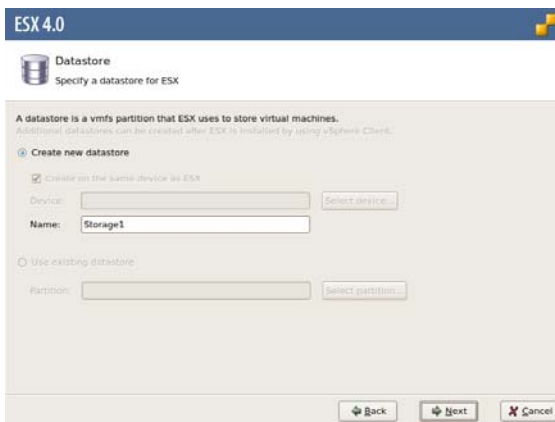 ESX 4.0
Datastore
Specify a datastore for ESX
A datastore is a vmfs partition that ESX uses to store virtual machines.
Additional datastores can be created after ESX is installed by using vSphere Client.
Create new datastore
Create on the same device as ESX
Device:
Select device...
Name:
Storage1
Use existing datastore
Partition:
Select partition...
Back
Next
Cancel